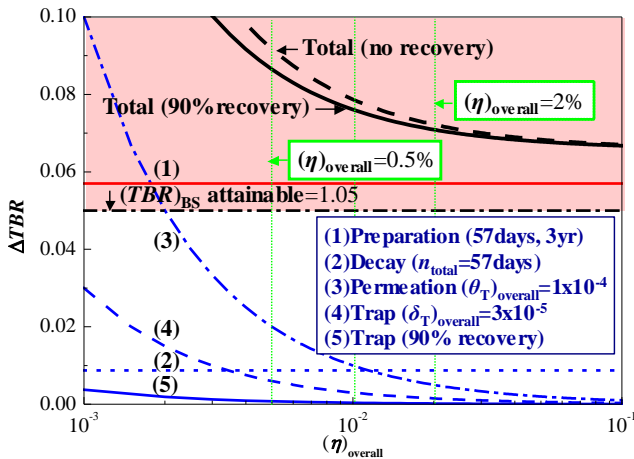 0.10
0.08
0.06
0.04
0.02
0.00
ΔTBR
Total (no recovery)
Total (90%recovery)
(η)overall=2%
(η)overall=0.5%
(1)
(TBR)BS attainable=1.05
(3)
(4)
(2)
(5)
(1)Preparation (57days, 3yr)
(2)Decay (ntotal=57days)
(3)Permeation (θT)overall=1x10-4
(4)Trap (δT)overall=3x10-5
(5)Trap (90% recovery)
10-3
10-2
10-1
(η)overall